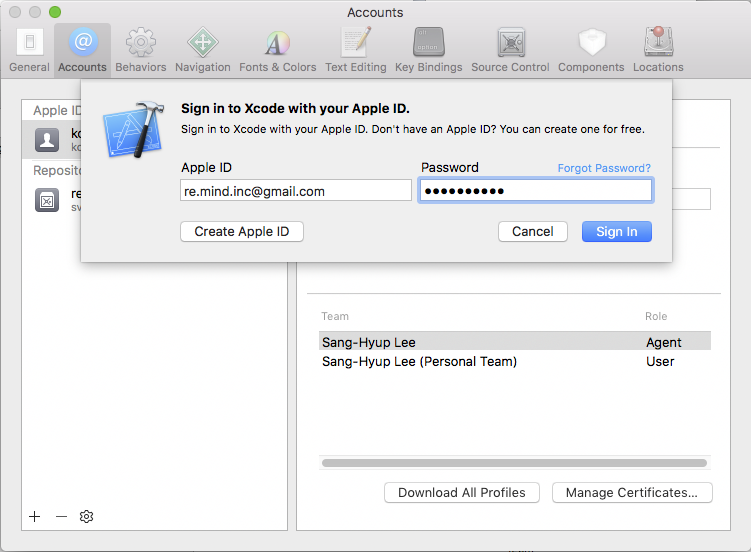 Accounts
General Accounts Behaviors Navigation Fonts & Colors Text Editing Key Bindings Source Control Components Locations
Sign in to Xcode with your Apple ID.
Sign in to Xcode with your Apple ID. Don't have an Apple ID? You can create one for free.
Apple ID Password Forgot Password?
re.mind.inc@gmail.com ●●●●●●●●●●
Create Apple ID Cancel Sign In
Apple ID
Team Role
Sang-Hyup Lee Agent
Sang-Hyup Lee (Personal Team) User
Download All Profiles Manage Certificates...